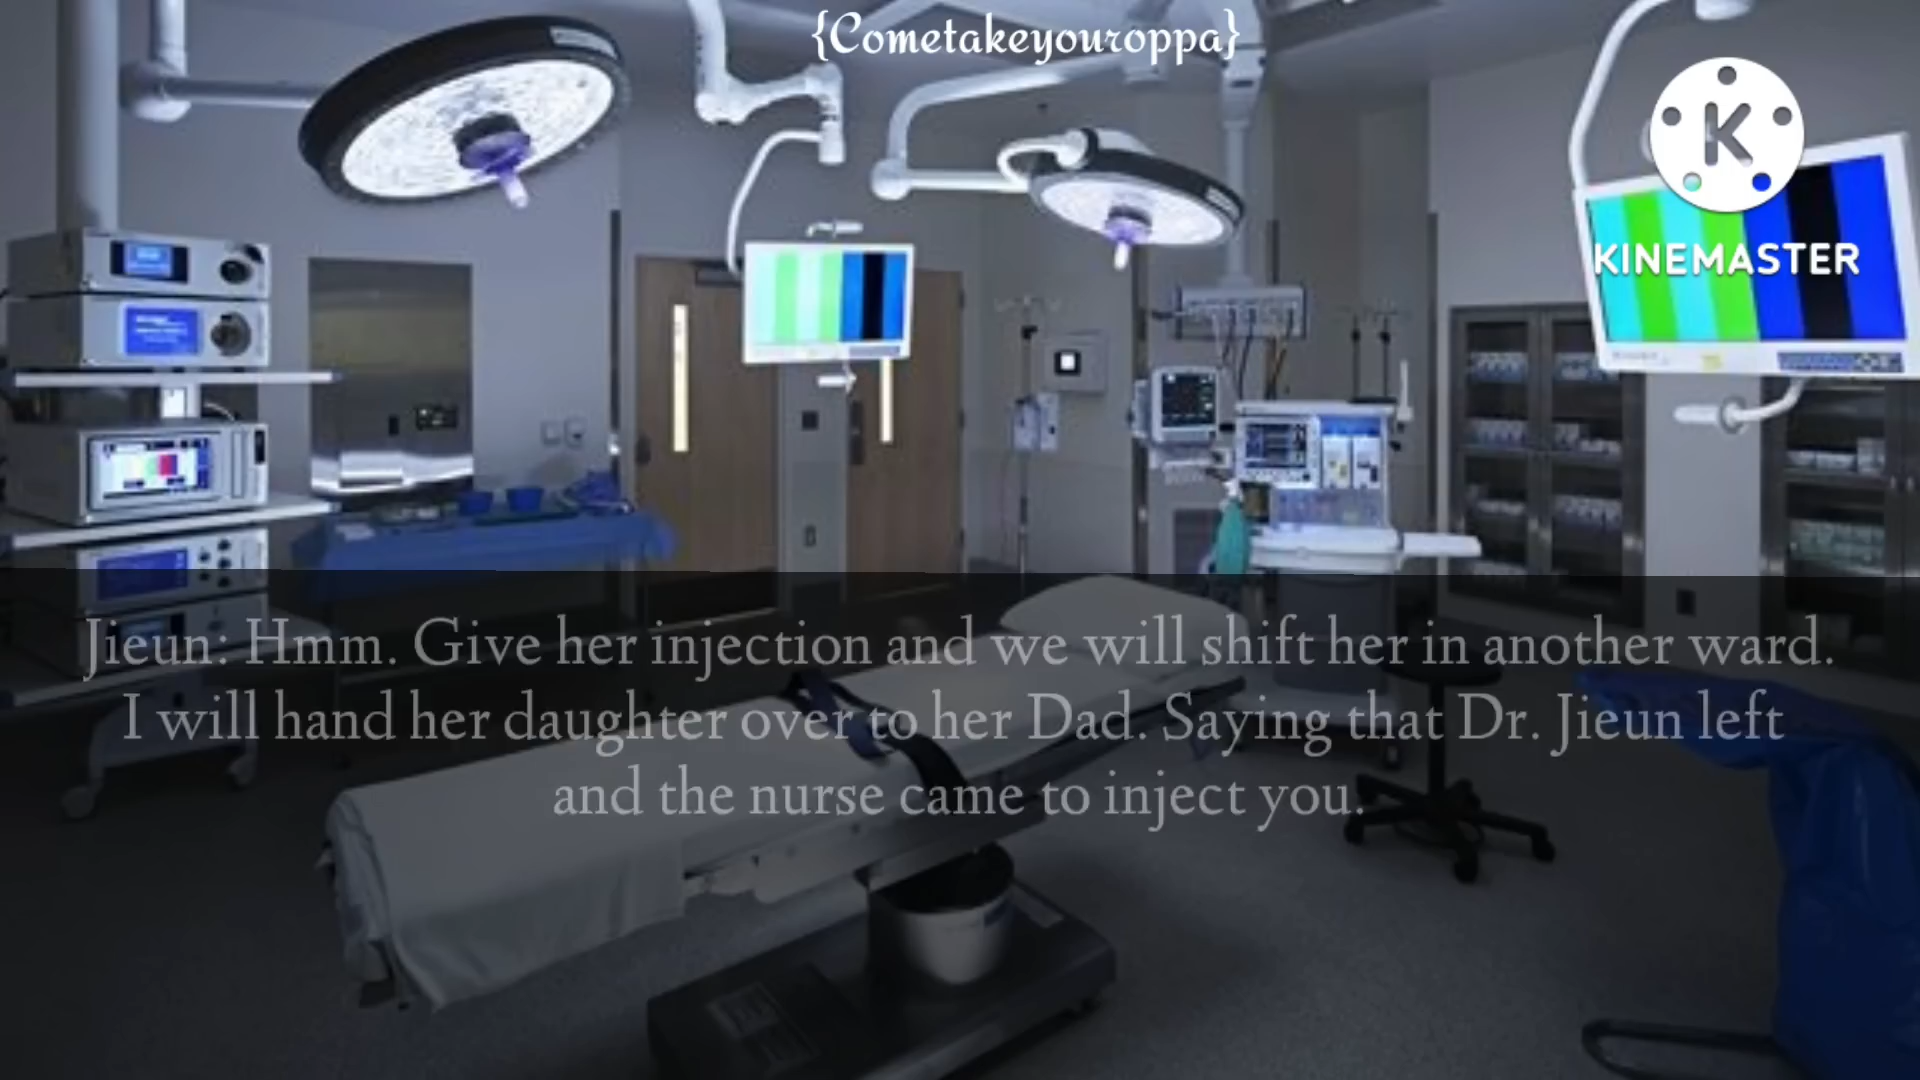 {Cometakeyouroppa}
K
KINEMASTER
Jieun: Hmm. Give her injection and we will shift her in another ward.
I will hand her daughter over to her Dad. Saying that Dr. Jieun left
and the nurse came to inject you.